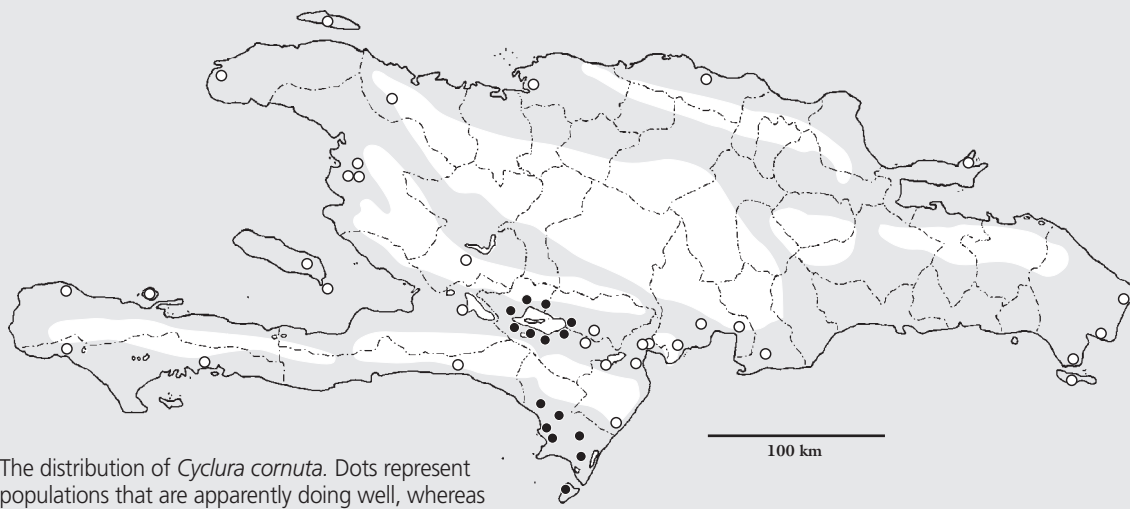 100 km
The distribution of Cyclura cornuta. Dots represent
populations that are apparently doing well, whereas